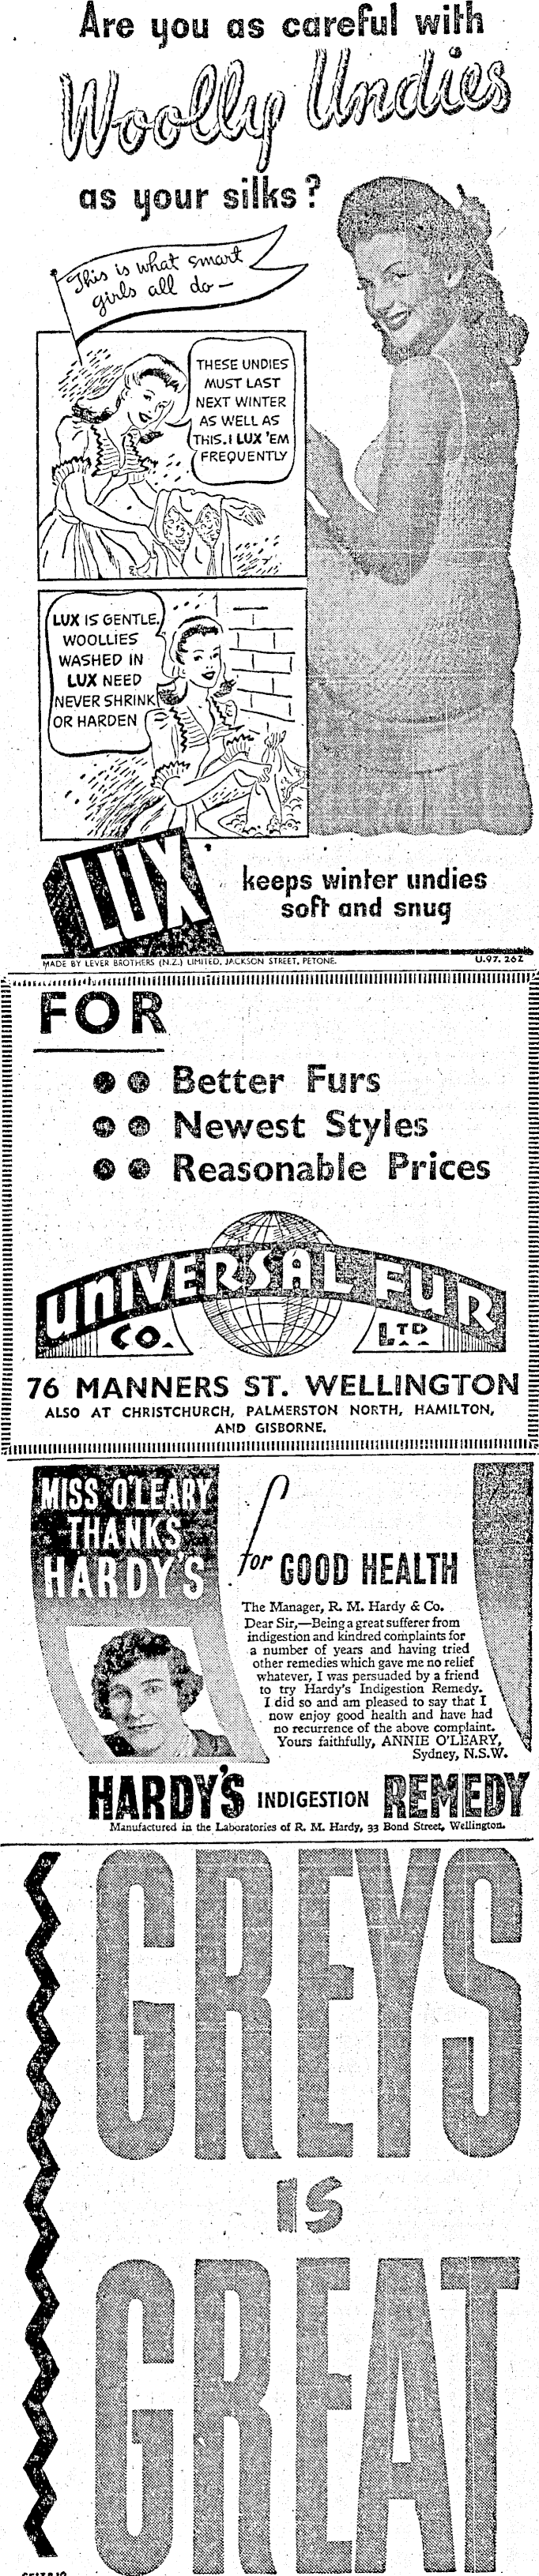 Are you as careful with
Woolly Undies
as your silks?
This is what smart
girls all do —
THESE UNDIES
MUST LAST
NEXT WINTER
AS WELL AS
THIS. I LUX 'EM
FREQUENTLY
LUX IS GENTLE.
WOOLLIES
WASHED IN
LUX NEED
NEVER SHRINK
OR HARDEN
LUX
keeps winter undies
soft and snug
MADE BY LEVER BROTHERS (N.Z.) LIMITED, JACKSON STREET, PETONE.
U.97. 26Z
FOR
Better Furs
Newest Styles
Reasonable Prices
UNIVERSAL FUR
CO. LTD
76 MANNERS ST. WELLINGTON
ALSO AT CHRISTCHURCH, PALMERSTON NORTH, HAMILTON,
AND GISBORNE.
MISS O'LEARY
THANKS
HARDY'S
for GOOD HEALTH
The Manager, R. M. Hardy & Co.
Dear Sir,—Being a great sufferer from
indigestion and kindred complaints for
a number of years and having tried
other remedies which gave me no relief
whatever, I was persuaded by a friend
to try Hardy's Indigestion Remedy.
I did so and am pleased to say that I
now enjoy good health and have had
no recurrence of the above complaint.
Yours faithfully, ANNIE O'LEARY,
Sydney, N.S.W.
HARDY'S INDIGESTION REMEDY
Manufactured in the Laboratories of R. M. Hardy, 33 Bond Street, Wellington.
GREYS
IS
GREAT